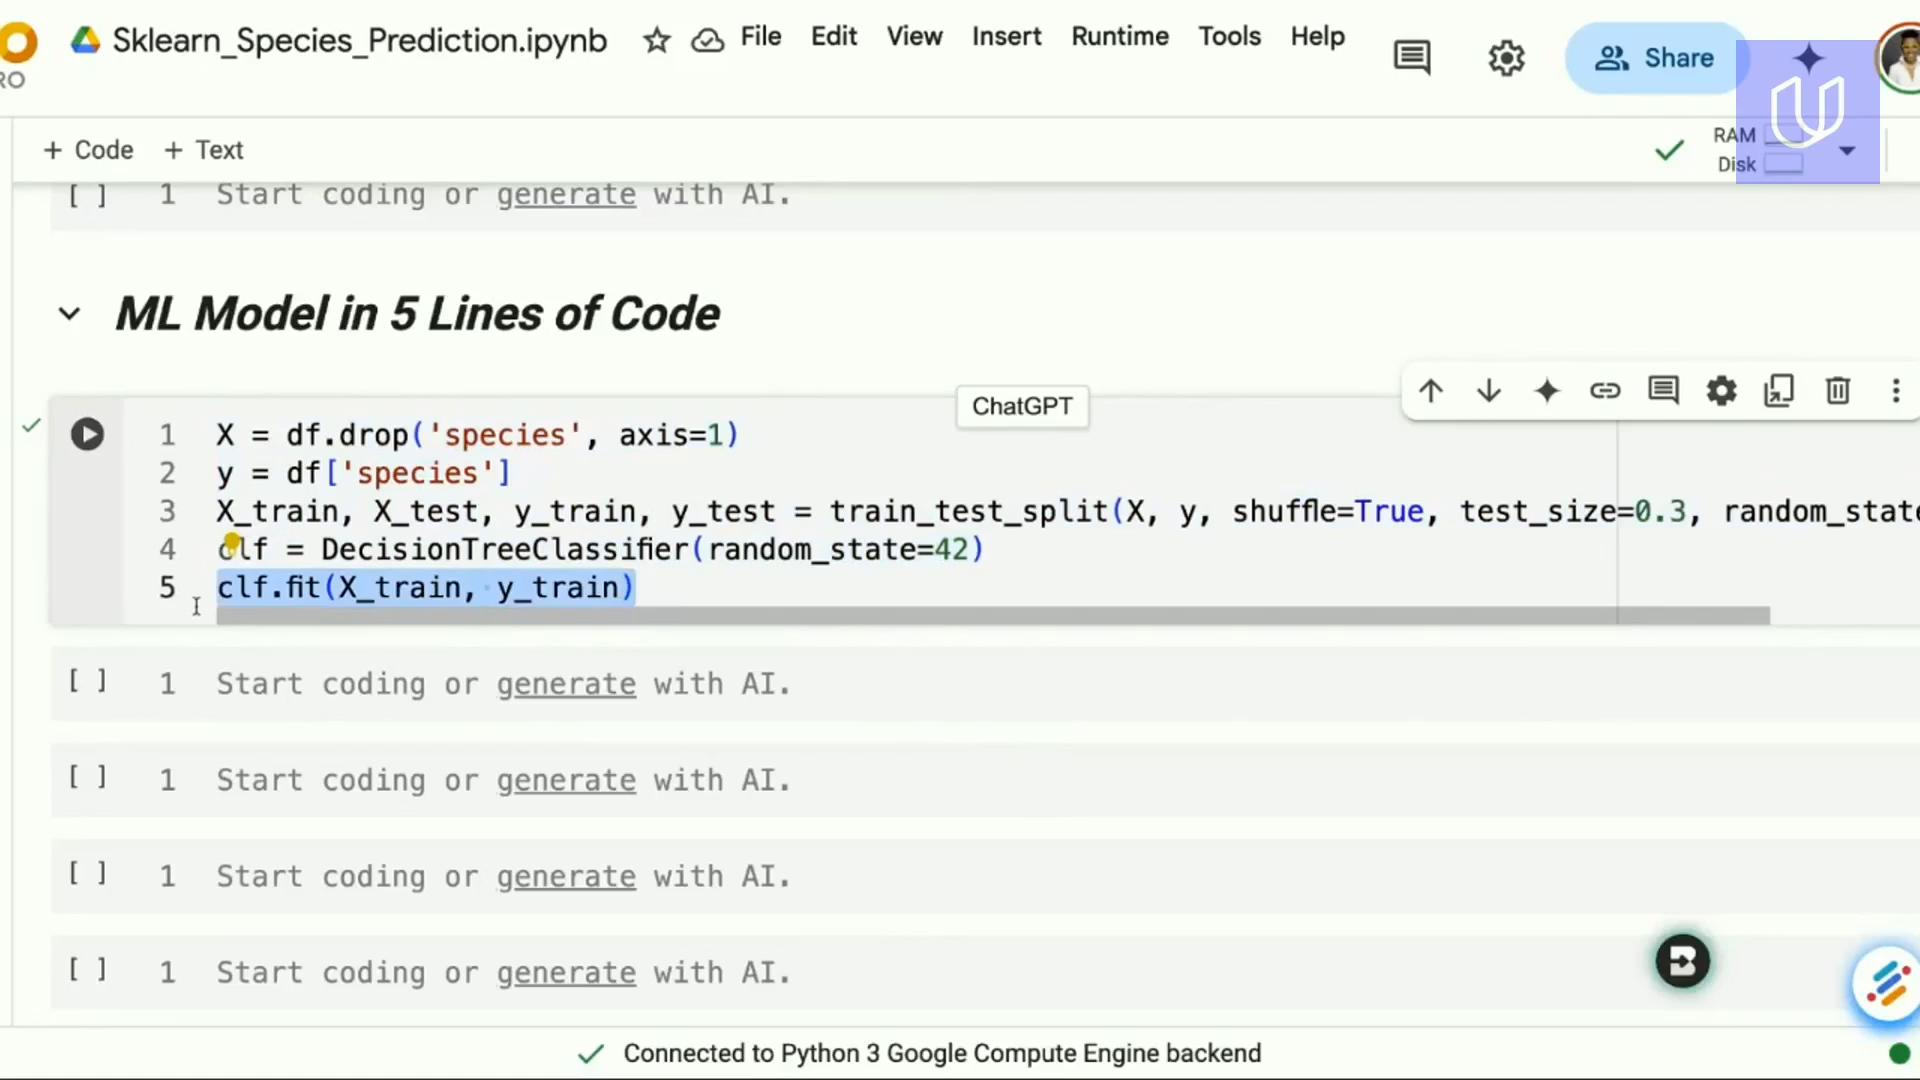 Sklearn_Species_Prediction.ipynb
File Edit View Insert Runtime Tools Help
Share
RO
+ Code + Text
RAM
Disk
[ ] 1 Start coding or generate with AI.
ML Model in 5 Lines of Code
ChatGPT
1 X = df.drop('species', axis=1)
2 y = df['species']
3 X_train, X_test, y_train, y_test = train_test_split(X, y, shuffle=True, test_size=0.3, random_state
4 clf = DecisionTreeClassifier(random_state=42)
5 clf.fit(X_train, y_train)
[ ] 1 Start coding or generate with AI.
[ ] 1 Start coding or generate with AI.
[ ] 1 Start coding or generate with AI.
[ ] 1 Start coding or generate with AI.
Connected to Python 3 Google Compute Engine backend